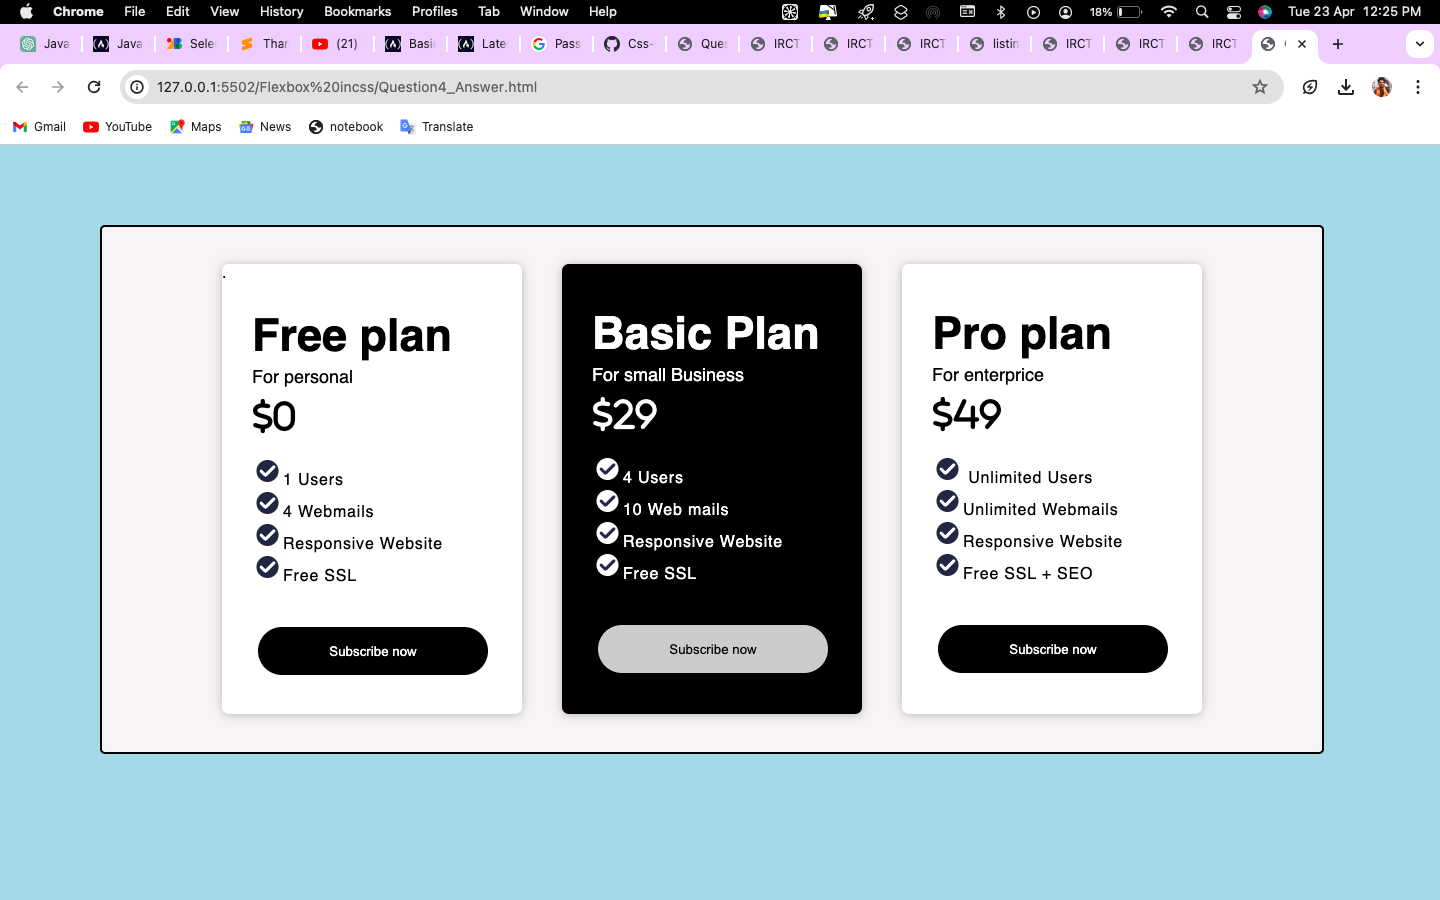 Chrome File Edit View History Bookmarks Profiles Tab Window Help 18% Tue 23 Apr 12:25 PM
Java Java Sele Thar (21) Basic Late Pass Css- Ques IRCT IRCT IRCT listin IRCT IRCT IRCT
127.0.0.1:5502/Flexbox%20incss/Question4_Answer.html
Gmail YouTube Maps News notebook Translate
.
Free plan
For personal
$0
1 Users
4 Webmails
Responsive Website
Free SSL
Subscribe now
Basic Plan
For small Business
$29
4 Users
10 Web mails
Responsive Website
Free SSL
Subscribe now
Pro plan
For enterprice
$49
Unlimited Users
Unlimited Webmails
Responsive Website
Free SSL + SEO
Subscribe now